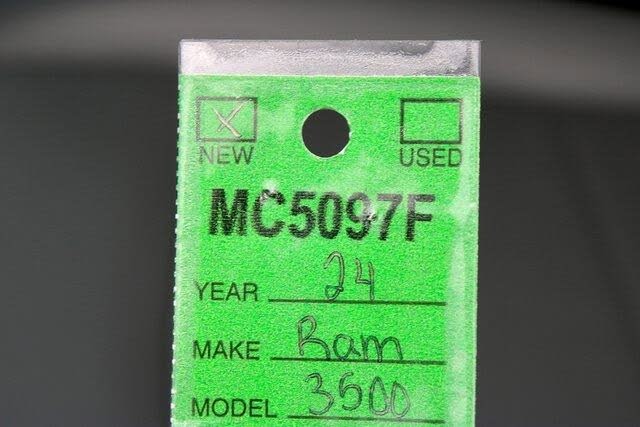 X
NEW USED
MC5097F
YEAR 24
MAKE Ram
MODEL 3500